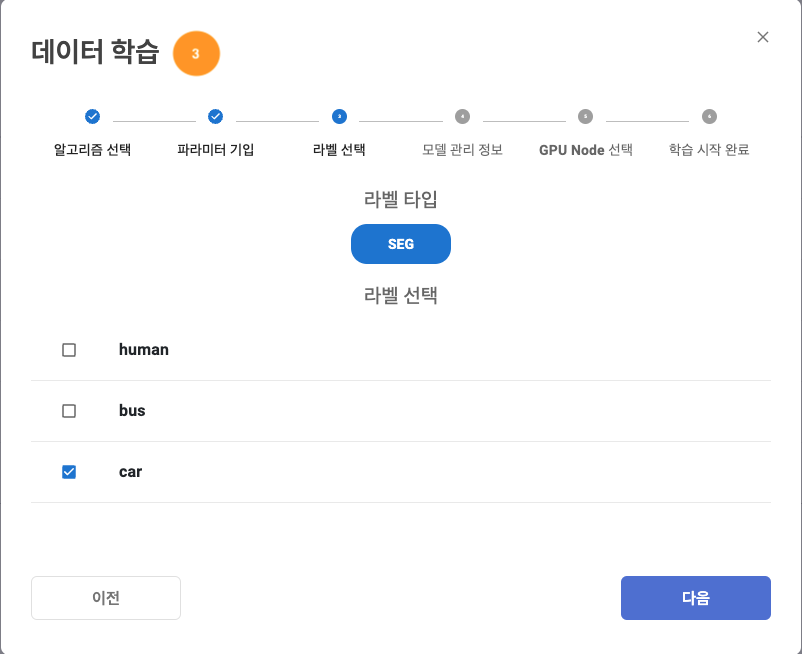 데이터 학습 3
3 4 5 6
알고리즘 선택 파라미터 기입 라벨 선택 모델 관리 정보 GPU Node 선택 학습 시작 완료
라벨 타입
SEG
라벨 선택
human
bus
car
이전 다음